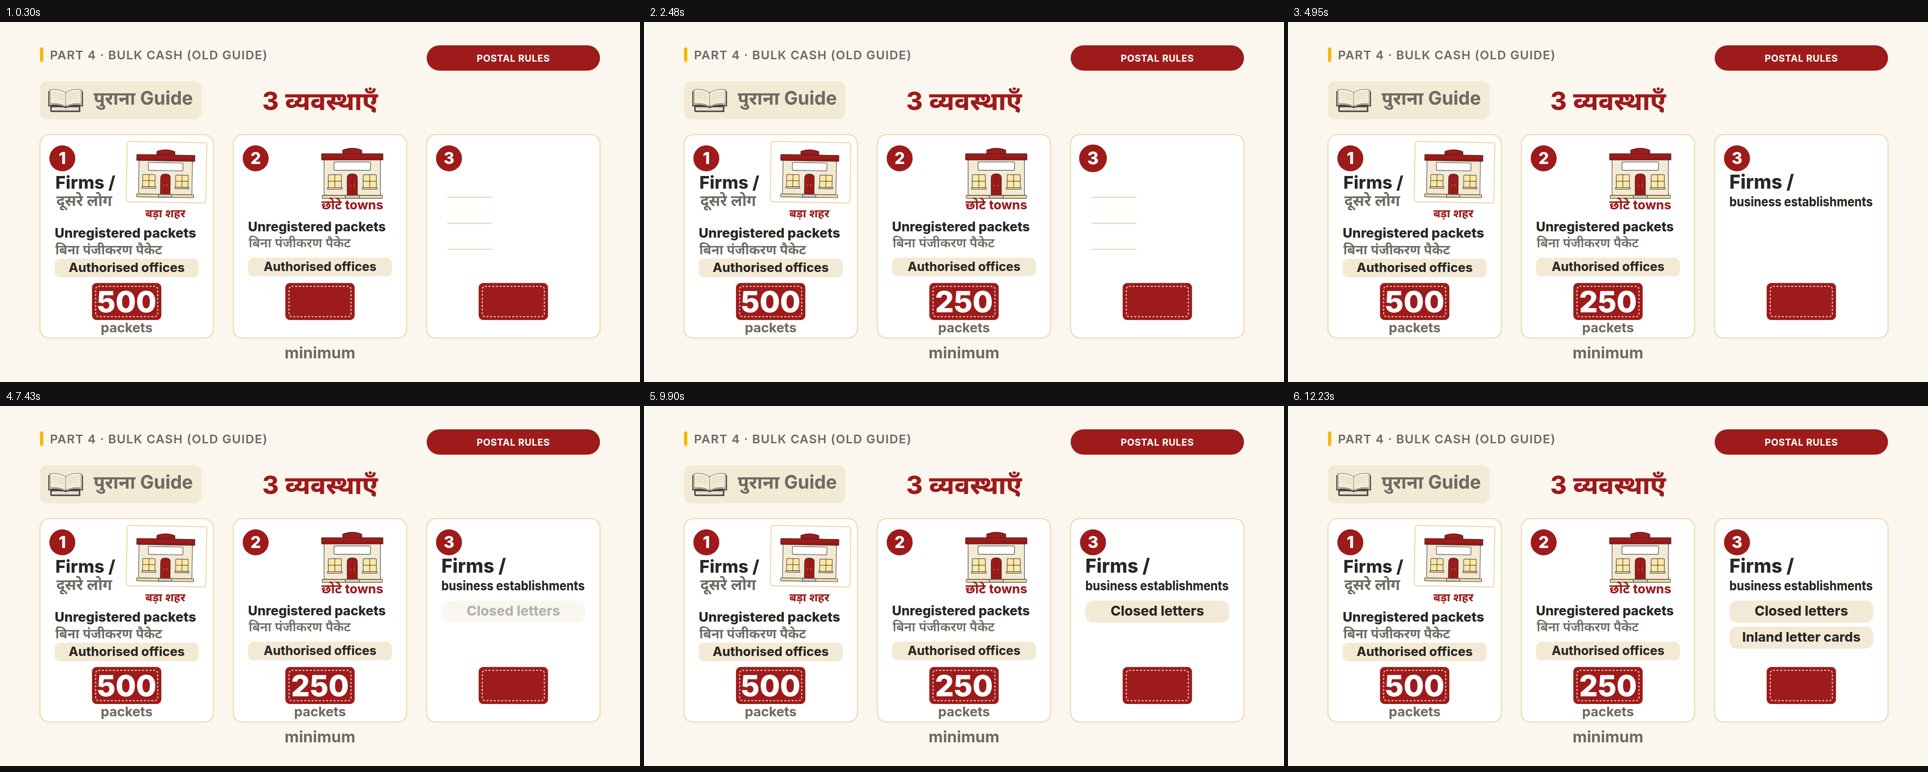 1. 0.30s
PART 4 · BULK CASH (OLD GUIDE)
POSTAL RULES
पुराना Guide
3 व्यवस्थाएँ
1
Firms /
दूसरे लोग
बड़ा शहर
Unregistered packets
बिना पंजीकरण पैकेट
Authorised offices
500
packets
2
छोटे towns
Unregistered packets
बिना पंजीकरण पैकेट
Authorised offices
3
minimum
2. 2.48s
PART 4 · BULK CASH (OLD GUIDE)
POSTAL RULES
पुराना Guide
3 व्यवस्थाएँ
1
Firms /
दूसरे लोग
बड़ा शहर
Unregistered packets
बिना पंजीकरण पैकेट
Authorised offices
500
packets
2
छोटे towns
Unregistered packets
बिना पंजीकरण पैकेट
Authorised offices
250
packets
3
minimum
3. 4.95s
PART 4 · BULK CASH (OLD GUIDE)
POSTAL RULES
पुराना Guide
3 व्यवस्थाएँ
1
Firms /
दूसरे लोग
बड़ा शहर
Unregistered packets
बिना पंजीकरण पैकेट
Authorised offices
500
packets
2
छोटे towns
Unregistered packets
बिना पंजीकरण पैकेट
Authorised offices
250
packets
3
Firms /
business establishments
minimum
4. 7.43s
PART 4 · BULK CASH (OLD GUIDE)
POSTAL RULES
पुराना Guide
3 व्यवस्थाएँ
1
Firms /
दूसरे लोग
बड़ा शहर
Unregistered packets
बिना पंजीकरण पैकेट
Authorised offices
500
packets
2
छोटे towns
Unregistered packets
बिना पंजीकरण पैकेट
Authorised offices
250
packets
3
Firms /
business establishments
Closed letters
minimum
5. 9.90s
PART 4 · BULK CASH (OLD GUIDE)
POSTAL RULES
पुराना Guide
3 व्यवस्थाएँ
1
Firms /
दूसरे लोग
बड़ा शहर
Unregistered packets
बिना पंजीकरण पैकेट
Authorised offices
500
packets
2
छोटे towns
Unregistered packets
बिना पंजीकरण पैकेट
Authorised offices
250
packets
3
Firms /
business establishments
Closed letters
minimum
6. 12.23s
PART 4 · BULK CASH (OLD GUIDE)
POSTAL RULES
पुराना Guide
3 व्यवस्थाएँ
1
Firms /
दूसरे लोग
बड़ा शहर
Unregistered packets
बिना पंजीकरण पैकेट
Authorised offices
500
packets
2
छोटे towns
Unregistered packets
बिना पंजीकरण पैकेट
Authorised offices
250
packets
3
Firms /
business establishments
Closed letters
Inland letter cards
minimum